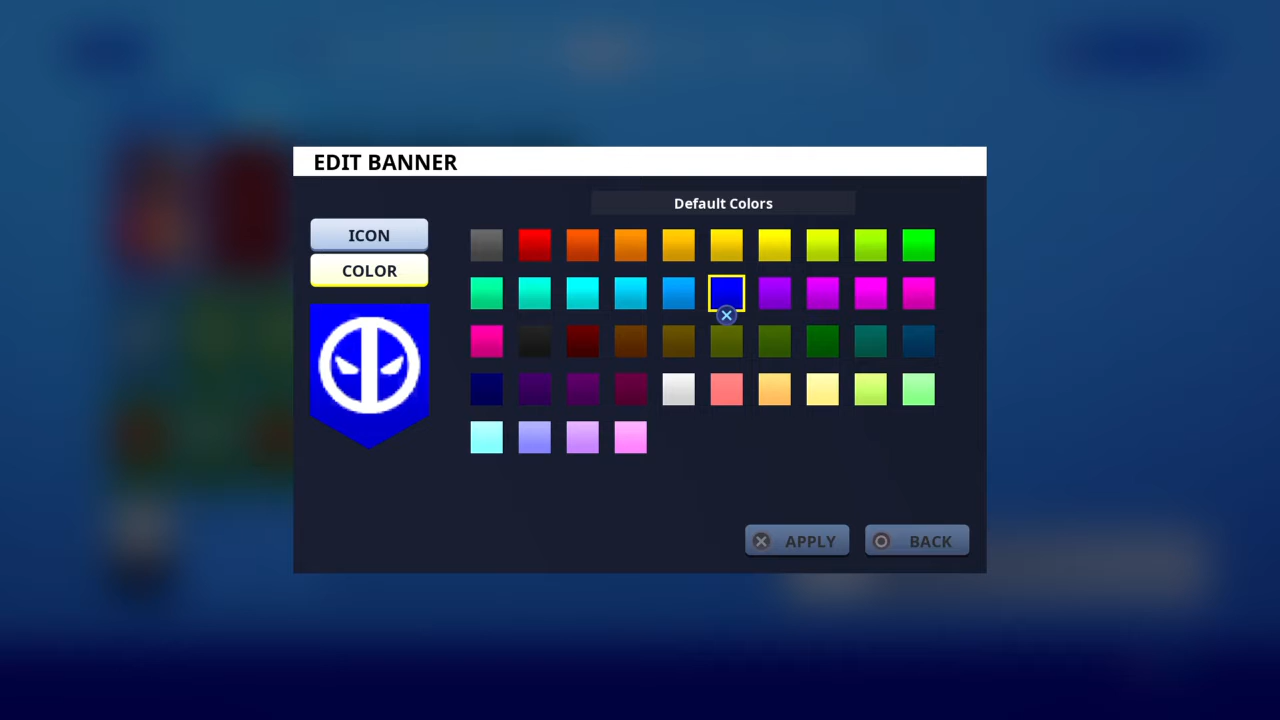 EDIT BANNER
Default Colors
ICON
COLOR
APPLY
BACK